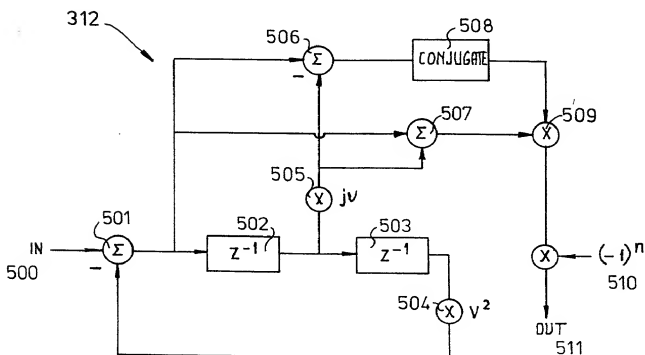 312
506
Σ
−
508
CONJUGATE
507
Σ
509
X
505
X
jν
501
Σ
−
502
Z⁻¹
503
Z⁻¹
IN
500
504
X
V²
X
(-1)ⁿ
510
OUT
511